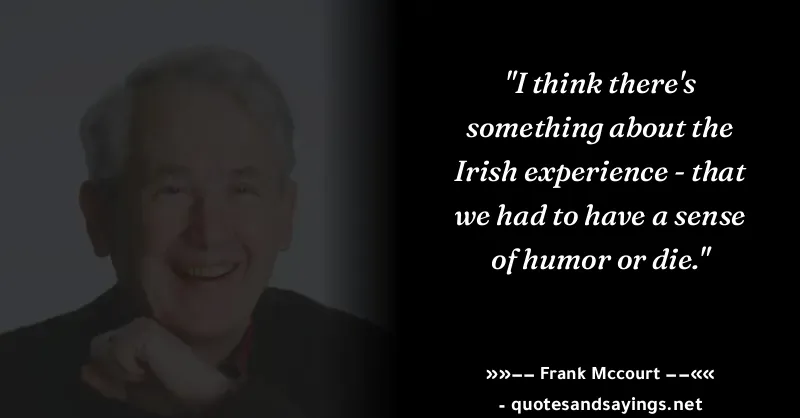 "I think there's
something about the
Irish experience - that
we had to have a sense
of humor or die."
»»–– Frank Mccourt ––««
- quotesandsayings.net